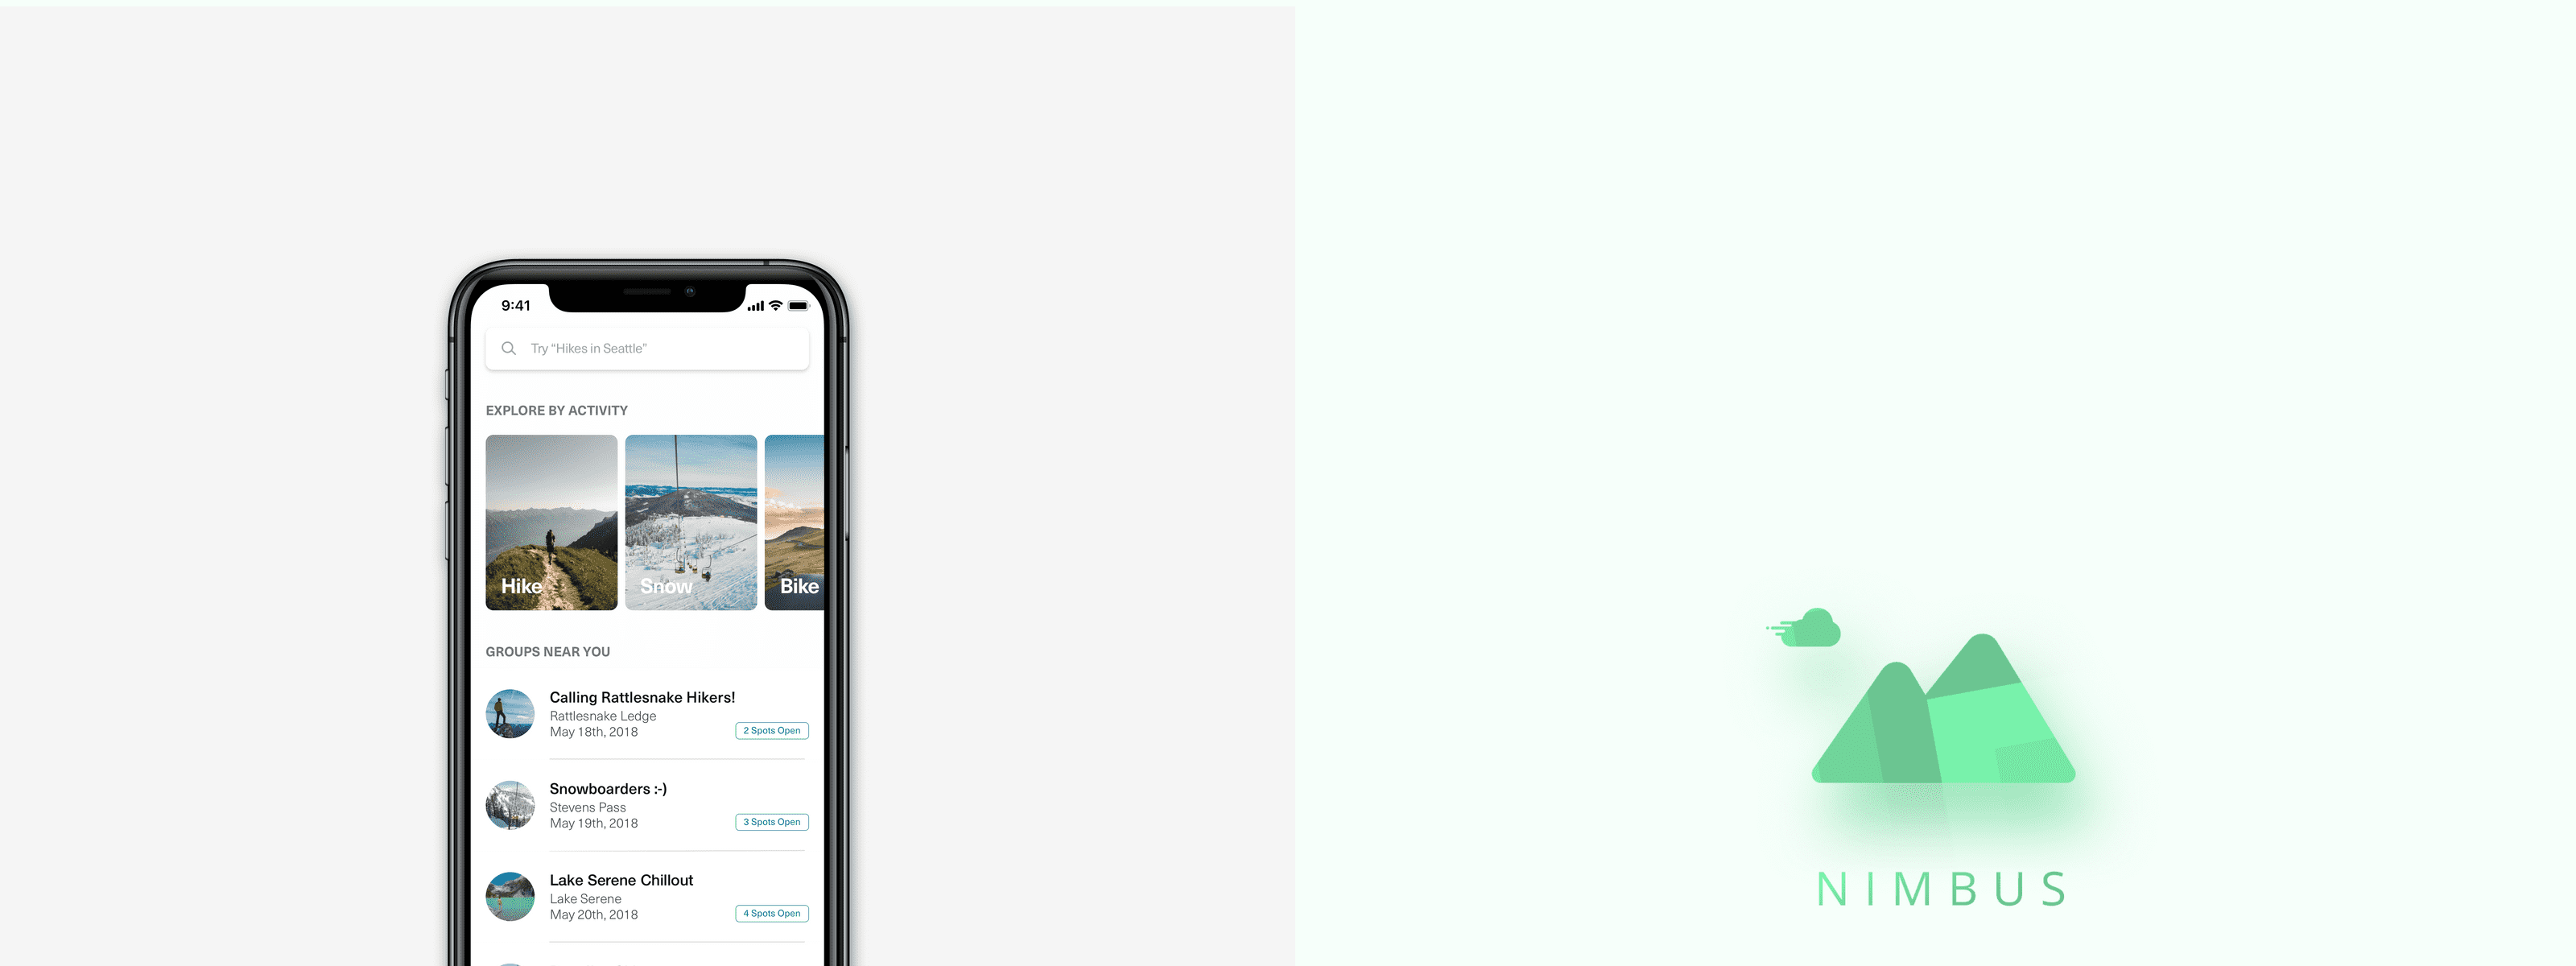 9:41
Try “Hikes in Seattle”
EXPLORE BY ACTIVITY
Hike
Snow
Bike
GROUPS NEAR YOU
Calling Rattlesnake Hikers!
Rattlesnake Ledge
May 18th, 2018
2 Spots Open
Snowboarders :-)
Stevens Pass
May 19th, 2018
3 Spots Open
Lake Serene Chillout
Lake Serene
May 20th, 2018
4 Spots Open
NIMBUS